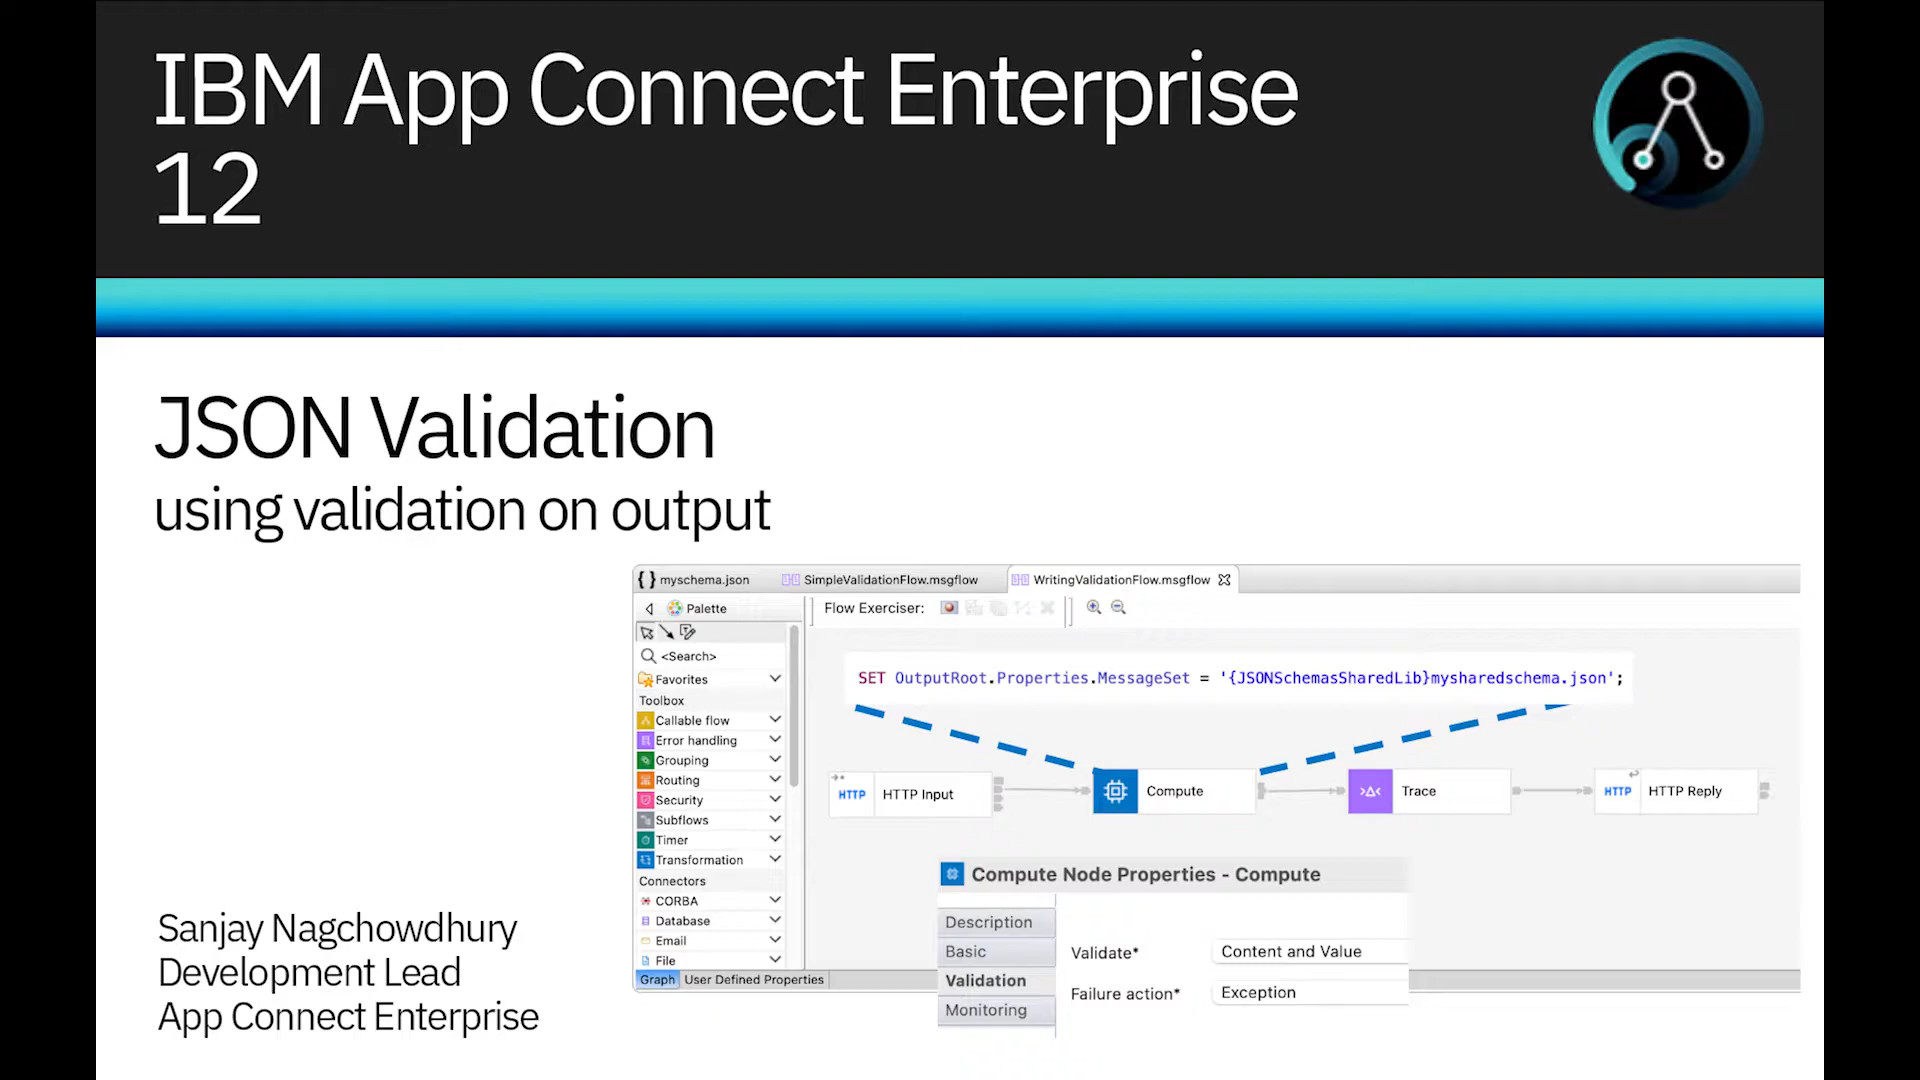 IBM App Connect Enterprise
12
JSON Validation
using validation on output
{ } myschema.json
SimpleValidationFlow.msgflow
WritingValidationFlow.msgflow
Palette
Flow Exerciser:
<Search>
Favorites
Toolbox
Callable flow
Error handling
Grouping
Routing
Security
Subflows
Timer
Transformation
Connectors
CORBA
Database
Email
File
Graph
User Defined Properties
SET OutputRoot.Properties.MessageSet = '{JSONSchemasSharedLib}mysharedschema.json';
HTTP
HTTP Input
Compute
Trace
HTTP
HTTP Reply
Compute Node Properties - Compute
Description
Basic
Validation
Monitoring
Validate*
Content and Value
Failure action*
Exception
Sanjay Nagchowdhury
Development Lead
App Connect Enterprise